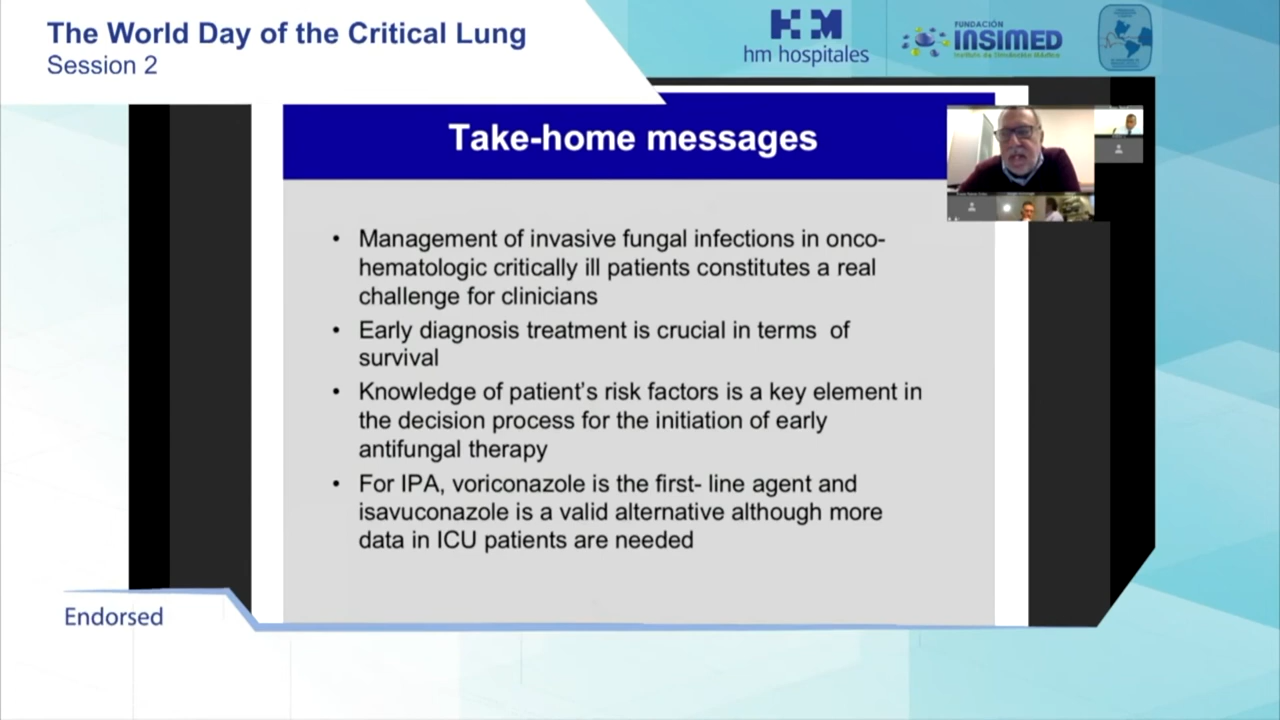 The World Day of the Critical Lung
Session 2
hm hospitales
FUNDACIÓN
INSIMED
Instituto de Simulación Médica
Take-home messages
• Management of invasive fungal infections in onco-
hematologic critically ill patients constitutes a real
challenge for clinicians
• Early diagnosis treatment is crucial in terms of
survival
• Knowledge of patient's risk factors is a key element in
the decision process for the initiation of early
antifungal therapy
• For IPA, voriconazole is the first- line agent and
isavuconazole is a valid alternative although more
data in ICU patients are needed
Endorsed